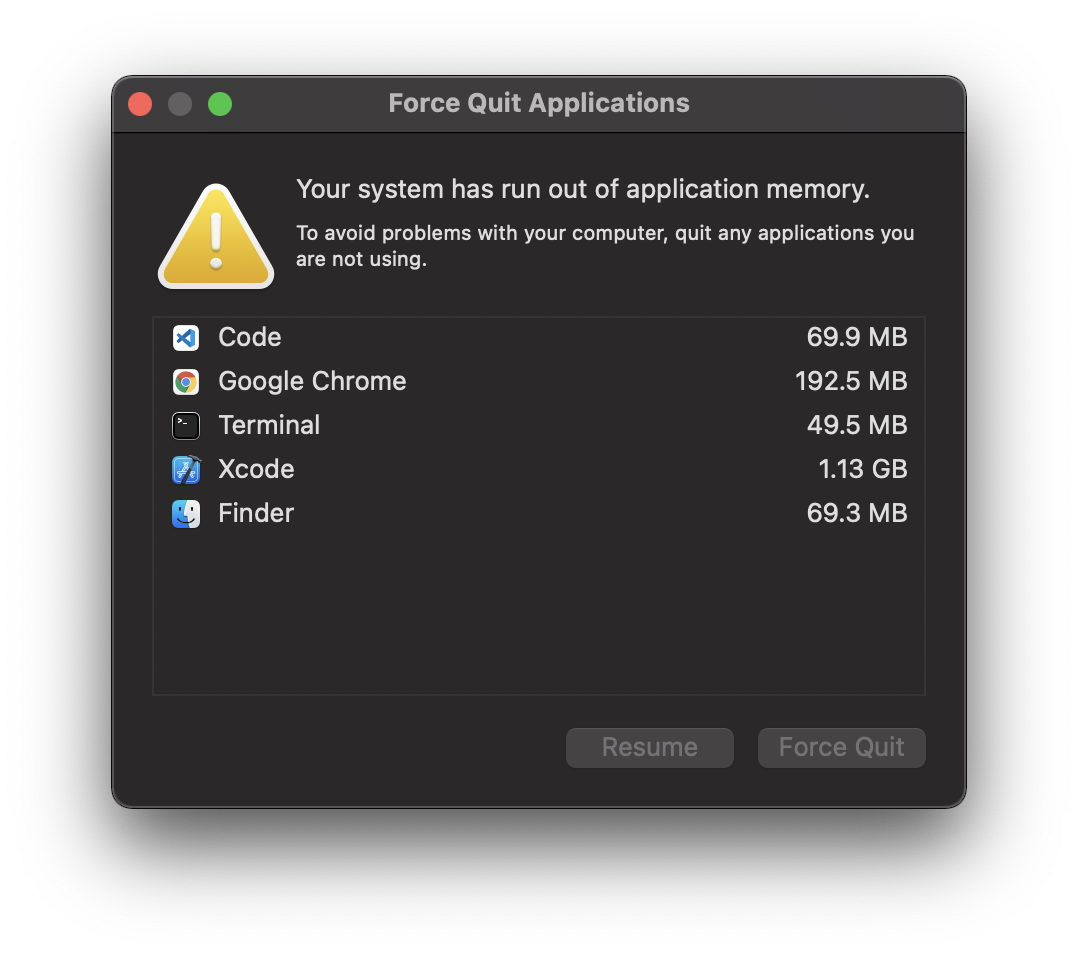 Force Quit Applications
Your system has run out of application memory.
To avoid problems with your computer, quit any applications you
are not using.
Code 69.9 MB
Google Chrome 192.5 MB
Terminal 49.5 MB
Xcode 1.13 GB
Finder 69.3 MB
Resume Force Quit